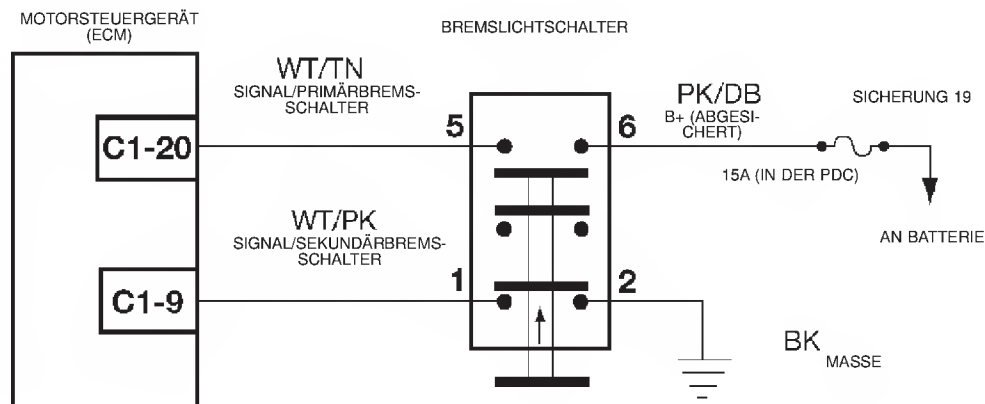 MOTORSTEUERGERÄT
(ECM)
BREMSLICHTSCHALTER
WT/TN
SIGNAL/PRIMÄRBREMS-
SCHALTER
PK/DB
B+ (ABGESI-
CHERT)
SICHERUNG 19
C1-20
5
6
15A (IN DER PDC)
WT/PK
SIGNAL/SEKUNDÄRBREMS-
SCHALTER
AN BATTERIE
C1-9
1
2
BK
MASSE